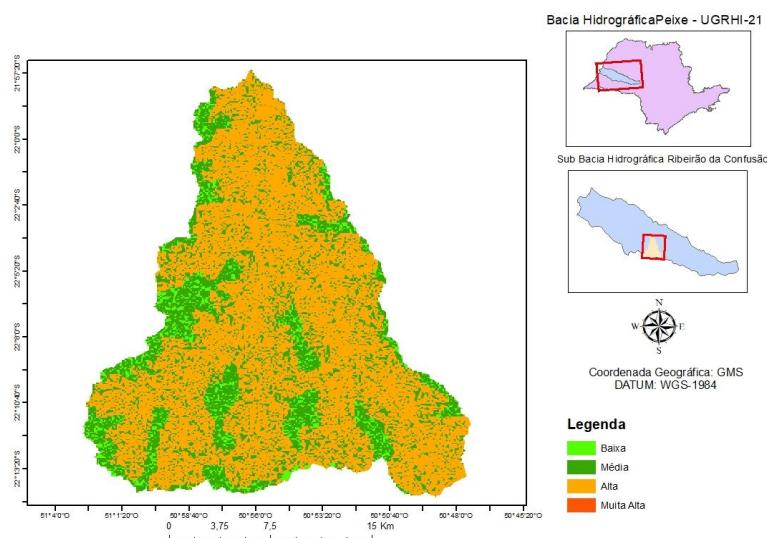 Bacia HidrográficaPeixe - UGRHI-21
Sub Bacia Hidrográfica Ribeirão da Confusão
N
W E
S
Coordenada Geográfica: GMS
DATUM: WGS-1984
Legenda
Baixa
Média
Alta
Muita Alta
21°57'20"S
22°0'0"S
22°2'40"S
22°5'20"S
22°8'0"S
22°10'40"S
22°13'20"S
51°4'0"O 51°1'20"O 50°58'40"O 50°56'0"O 50°53'20"O 50°50'40"O 50°48'0"O 50°45'20"O
0 3,75 7,5 15 Km